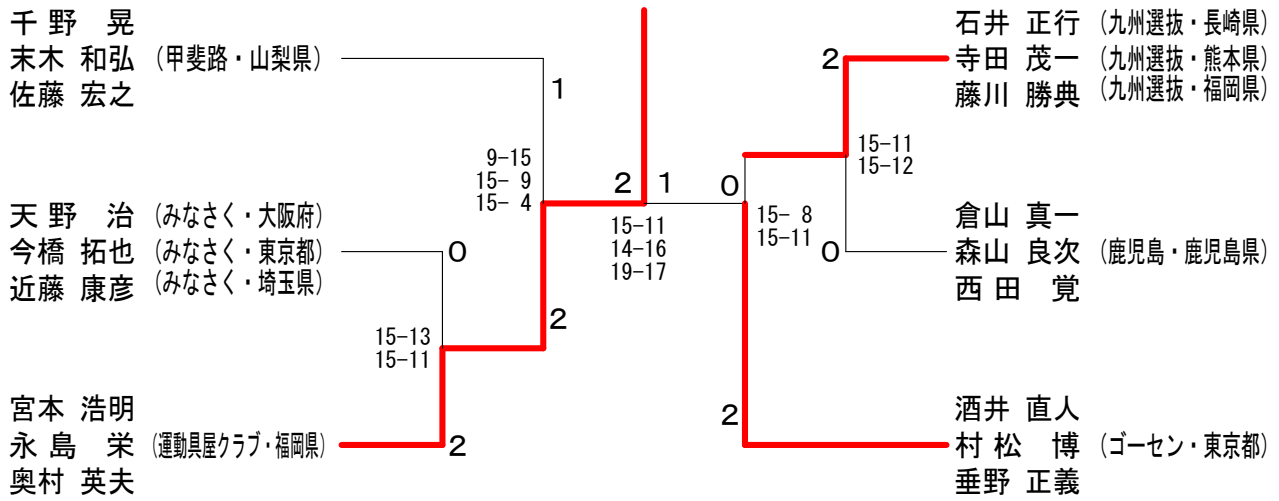 千 野 晃
末木 和弘 (甲斐路・山梨県)
佐藤 宏之
1
9-15
15- 9
15- 4
天 野 治 (みなさく・大阪府)
今橋 拓也 (みなさく・東京都)
近藤 康彦 (みなさく・埼玉県)
0
15-13
15-11
2
宮本 浩明
永 島 栄 (運動具屋クラブ・福岡県)
奥村 英夫
2
2
1
15-11
14-16
19-17
石井 正行 (九州選抜・長崎県)
寺田 茂一 (九州選抜・熊本県)
藤川 勝典 (九州選抜・福岡県)
2
15-11
15-12
0
15- 8
15-11
倉山 真一
森山 良次 (鹿児島・鹿児島県)
西 田 覚
0
2
酒井 直人
村 松 博 (ゴーセン・東京都)
垂野 正義